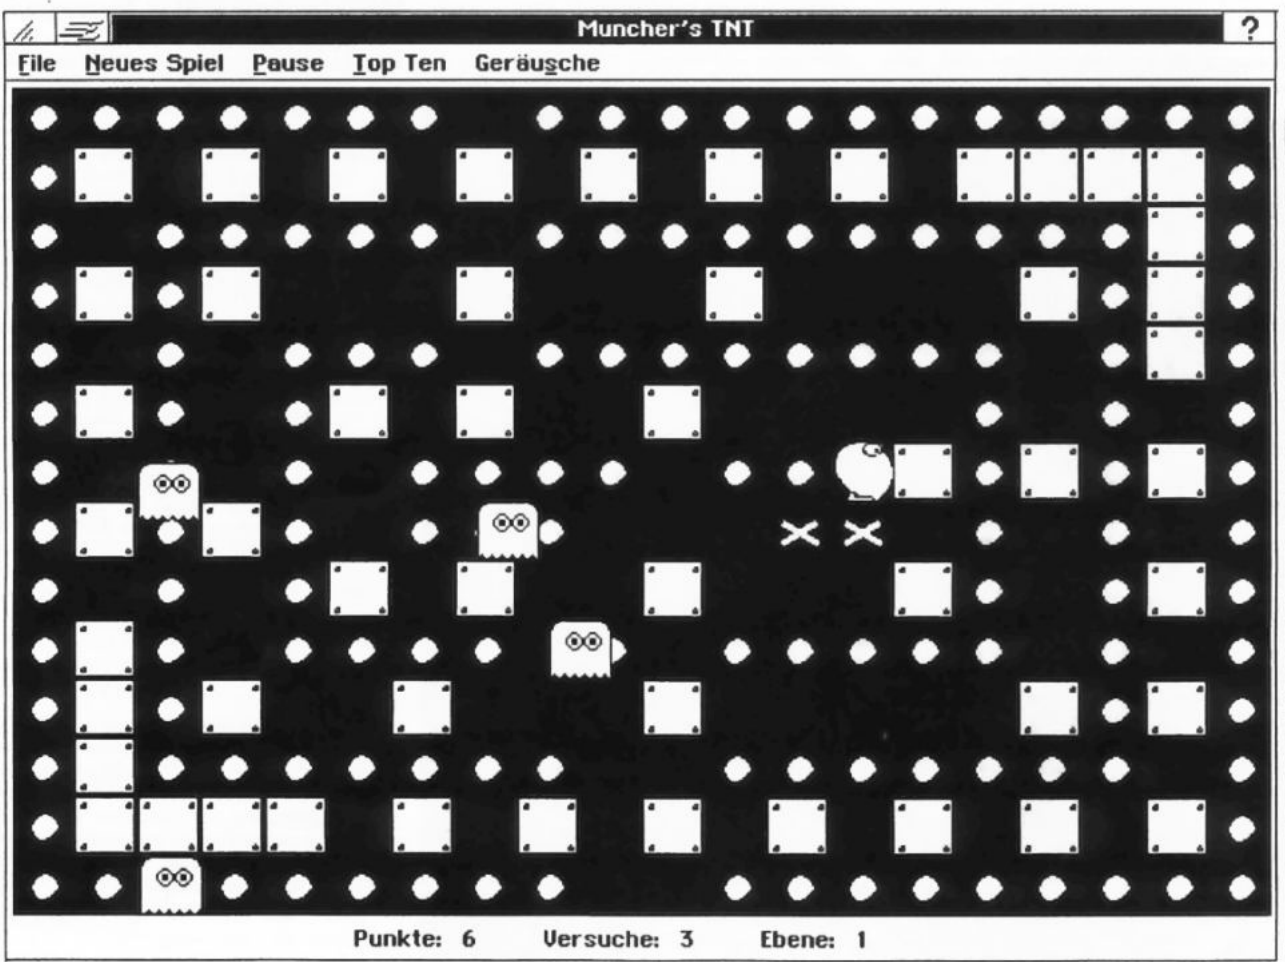 Muncher's TNT ?
File Neues Spiel Pause Top Ten Geräusche
Punkte: 6 Versuche: 3 Ebene: 1